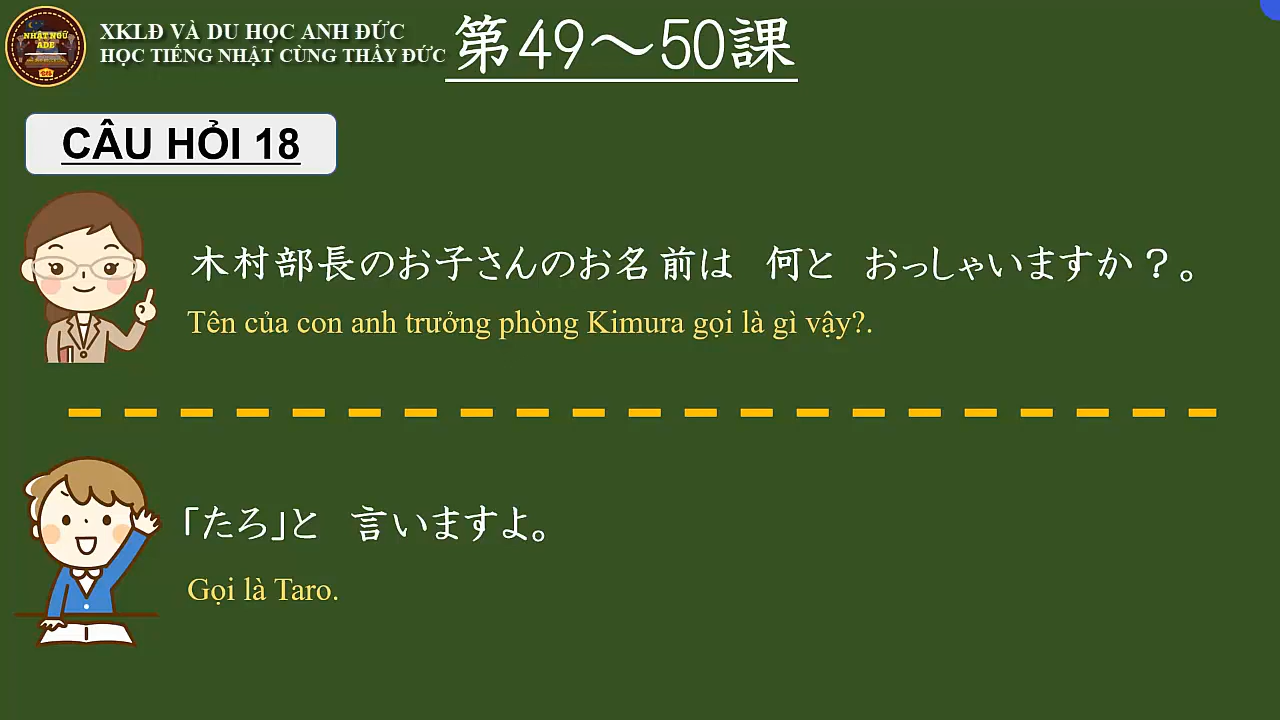 NHẬT NGỮ
ADE
XKLĐ VÀ DU HỌC ANH ĐỨC
HỌC TIẾNG NHẬT CÙNG THẦY ĐỨC
第49～50課
CÂU HỎI 18
木村部長のお子さんのお名前は　何と　おっしゃいますか？。
Tên của con anh trưởng phòng Kimura gọi là gì vậy?.
「たろ」と　言いますよ。
Gọi là Taro.